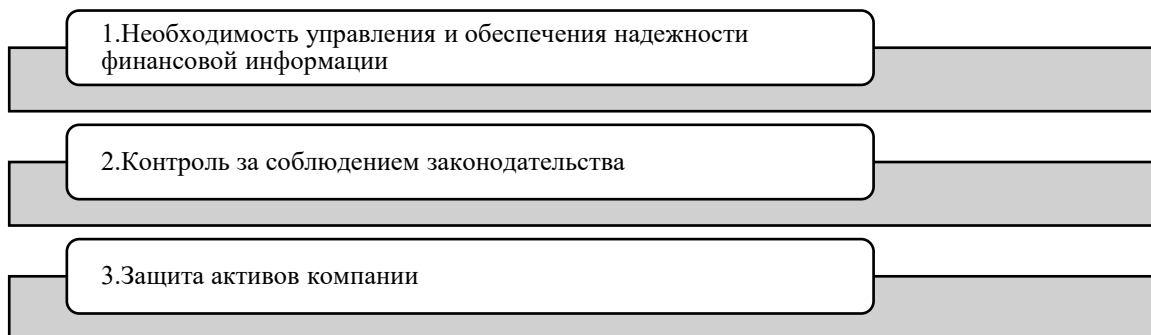 1.Необходимость управления и обеспечения надежности
финансовой информации
2.Контроль за соблюдением законодательства
3.Защита активов компании